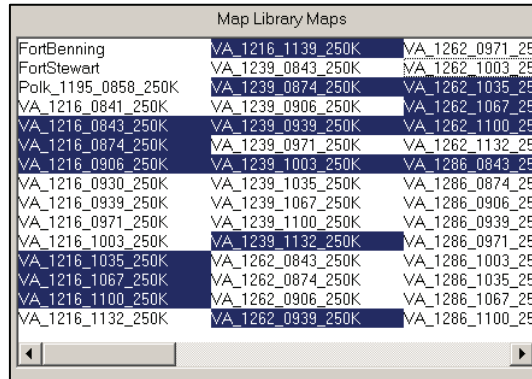 Map Library Maps
FortBenning VA_1216_1139_250K VA_1262_0971_25
FortStewart VA_1239_0843_250K VA_1262_1003_25
Polk_1195_0858_250K VA_1239_0874_250K VA_1262_1035_25
VA_1216_0841_250K VA_1239_0906_250K VA_1262_1067_25
VA_1216_0843_250K VA_1239_0939_250K VA_1262_1100_25
VA_1216_0874_250K VA_1239_0971_250K VA_1262_1132_25
VA_1216_0906_250K VA_1239_1003_250K VA_1286_0843_25
VA_1216_0930_250K VA_1239_1035_250K VA_1286_0874_25
VA_1216_0939_250K VA_1239_1067_250K VA_1286_0906_25
VA_1216_0971_250K VA_1239_1100_250K VA_1286_0939_25
VA_1216_1003_250K VA_1239_1132_250K VA_1286_0971_25
VA_1216_1035_250K VA_1262_0843_250K VA_1286_1003_25
VA_1216_1067_250K VA_1262_0874_250K VA_1286_1035_25
VA_1216_1100_250K VA_1262_0906_250K VA_1286_1067_25
VA_1216_1132_250K VA_1262_0939_250K VA_1286_1100_25